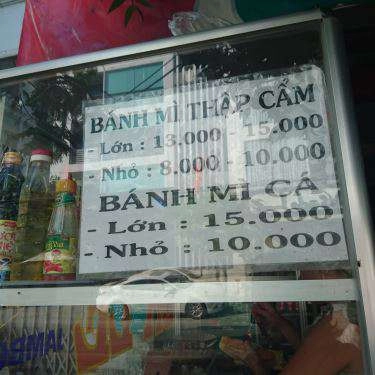 BÁNH MÌ THẬP CẨM
- Lớn : 13.000 - 15.000
- Nhỏ : 8.000 - 10.000
BÁNH MÌ CÁ
- Lớn : 15.000
- Nhỏ : 10.000